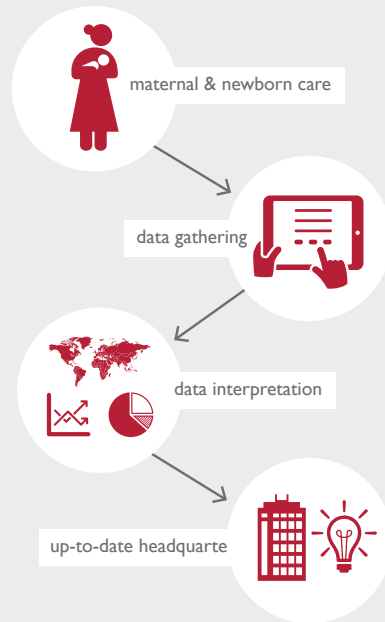 maternal & newborn care
data gathering
data interpretation
up-to-date headquarte